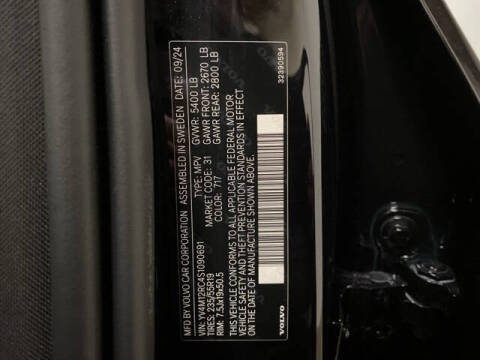 MFD BY VOLVO CAR CORPORATION ASSEMBLED IN SWEDEN DATE: 09/24
VIN: YV4M12RC4S1090691 TYPE: MPV GVWR: 5400 LB
TIRES: 235/55R19 MARKET CODE: 31 GAWR FRONT: 2670 LB
RIM: 7.5Jx19x50.5 COLOR: 717 GAWR REAR: 2800 LB
THIS VEHICLE CONFORMS TO ALL APPLICABLE FEDERAL MOTOR
VEHICLE SAFETY AND THEFT PREVENTION STANDARDS IN EFFECT
ON THE DATE OF MANUFACTURE SHOWN ABOVE.
VOLVO 32390594